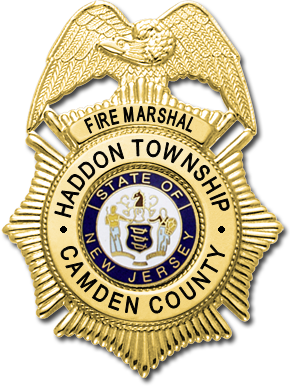 FIRE MARSHAL
HADDON TOWNSHIP
STATE OF
NEW JERSEY
CAMDEN COUNTY